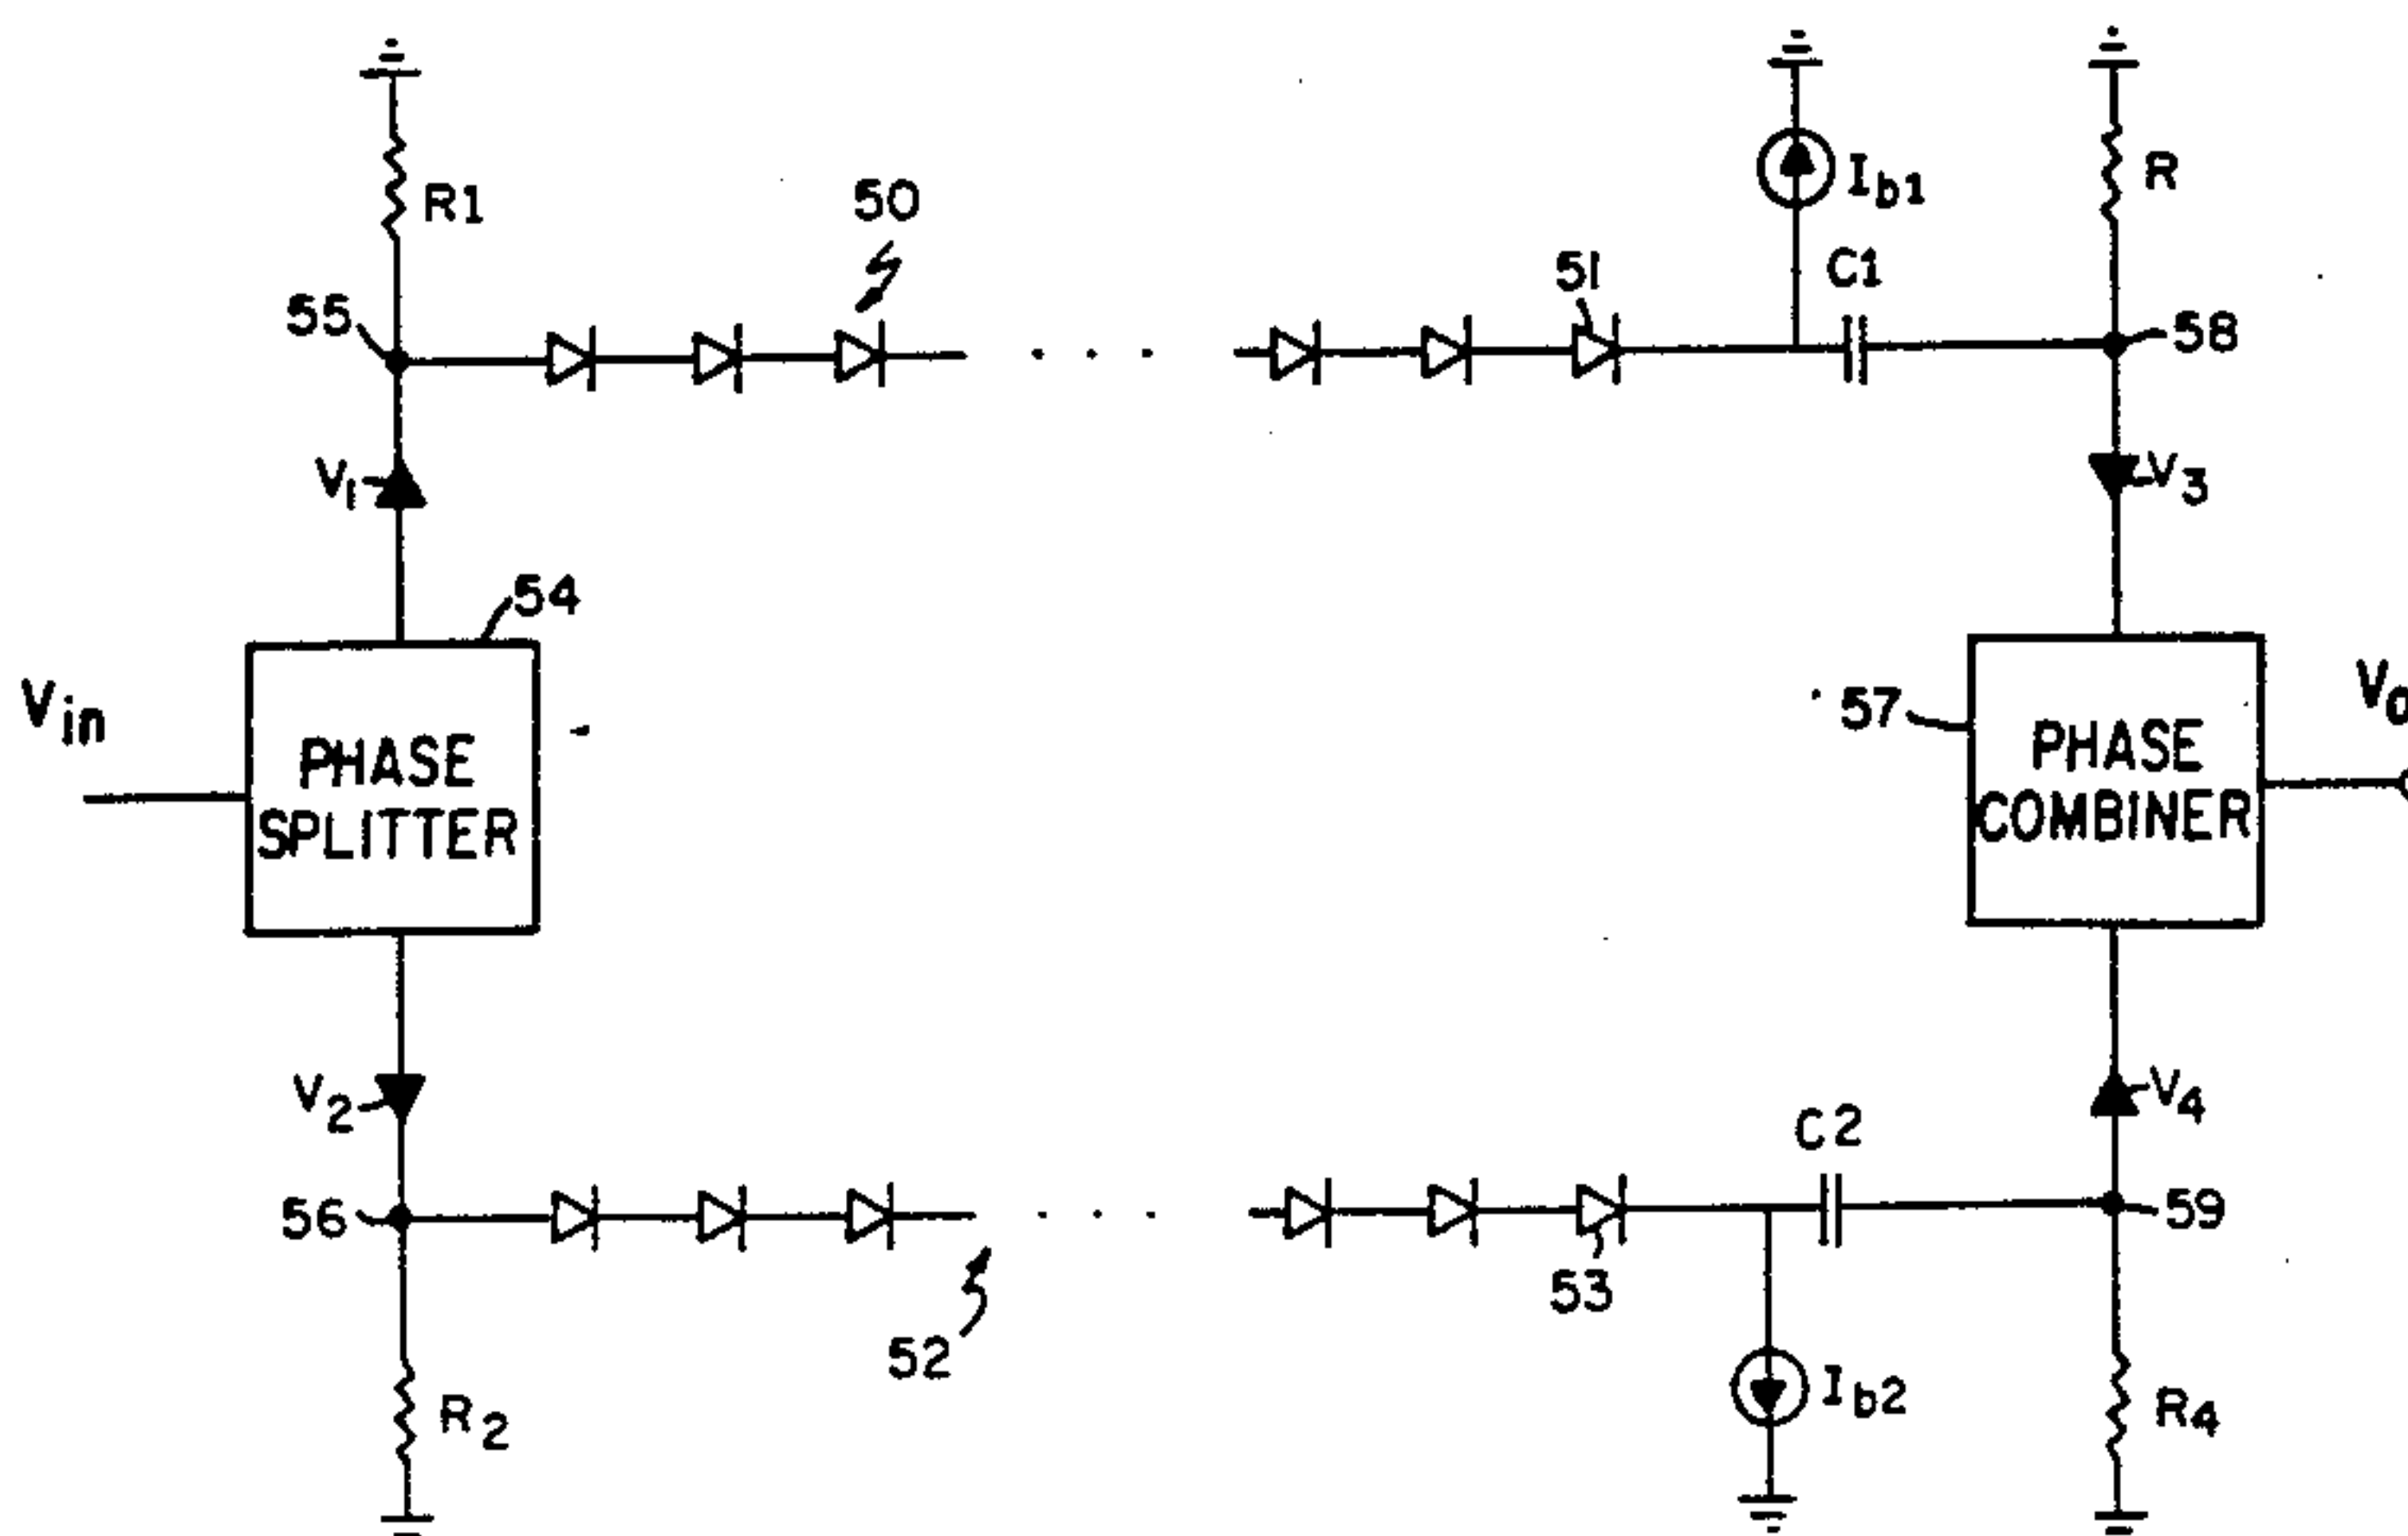 R1
50
51
Ib1
C1
R
55
58
V1
V3
54
Vin
PHASE
SPLITTER
57
PHASE
COMBINER
Vo
V2
V4
C2
56
59
53
52
R2
Ib2
R4